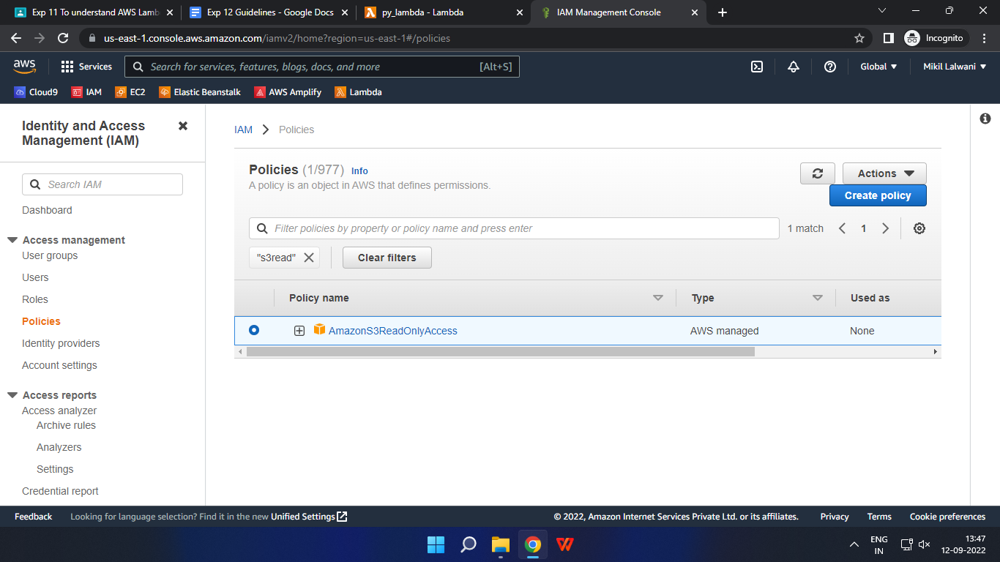 Exp 11 To understand AWS Lamb
Exp 12 Guidelines - Google Docs
py_lambda - Lambda
IAM Management Console
us-east-1.console.aws.amazon.com/iamv2/home?region=us-east-1#/policies
Incognito
aws
Services
Search for services, features, blogs, docs, and more
[Alt+S]
Global
Mikil Lalwani
Cloud9
IAM
EC2
Elastic Beanstalk
AWS Amplify
Lambda
Identity and Access
Management (IAM)
Search IAM
Dashboard
Access management
User groups
Users
Roles
Policies
Identity providers
Account settings
Access reports
Access analyzer
Archive rules
Analyzers
Settings
Credential report
IAM
Policies
Policies (1/977) Info
A policy is an object in AWS that defines permissions.
Actions
Create policy
Filter policies by property or policy name and press enter
1 match
1
"s3read"
Clear filters
Policy name
Type
Used as
AmazonS3ReadOnlyAccess
AWS managed
None
Feedback
Looking for language selection? Find it in the new Unified Settings
© 2022, Amazon Internet Services Private Ltd. or its affiliates.
Privacy
Terms
Cookie preferences
ENG
IN
13:47
12-09-2022